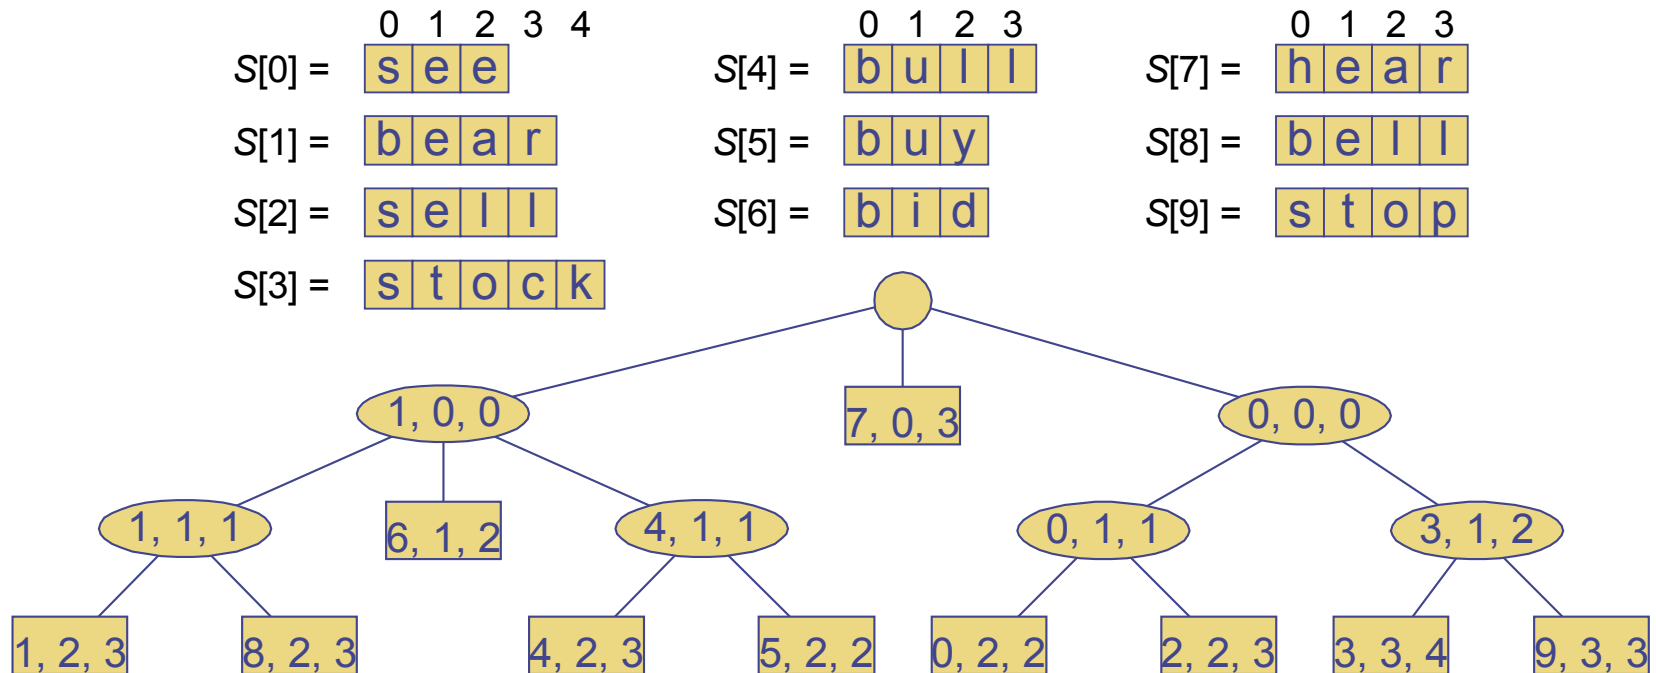 0 1 2 3 4 0 1 2 3 0 1 2 3
S[0] = s e e S[4] = b u l l S[7] = h e a r
S[1] = b e a r S[5] = b u y S[8] = b e l l
S[2] = s e l l S[6] = b i d S[9] = s t o p
S[3] = s t o c k
1, 0, 0 7, 0, 3 0, 0, 0
1, 1, 1 6, 1, 2 4, 1, 1 0, 1, 1 3, 1, 2
1, 2, 3 8, 2, 3 4, 2, 3 5, 2, 2 0, 2, 2 2, 2, 3 3, 3, 4 9, 3, 3